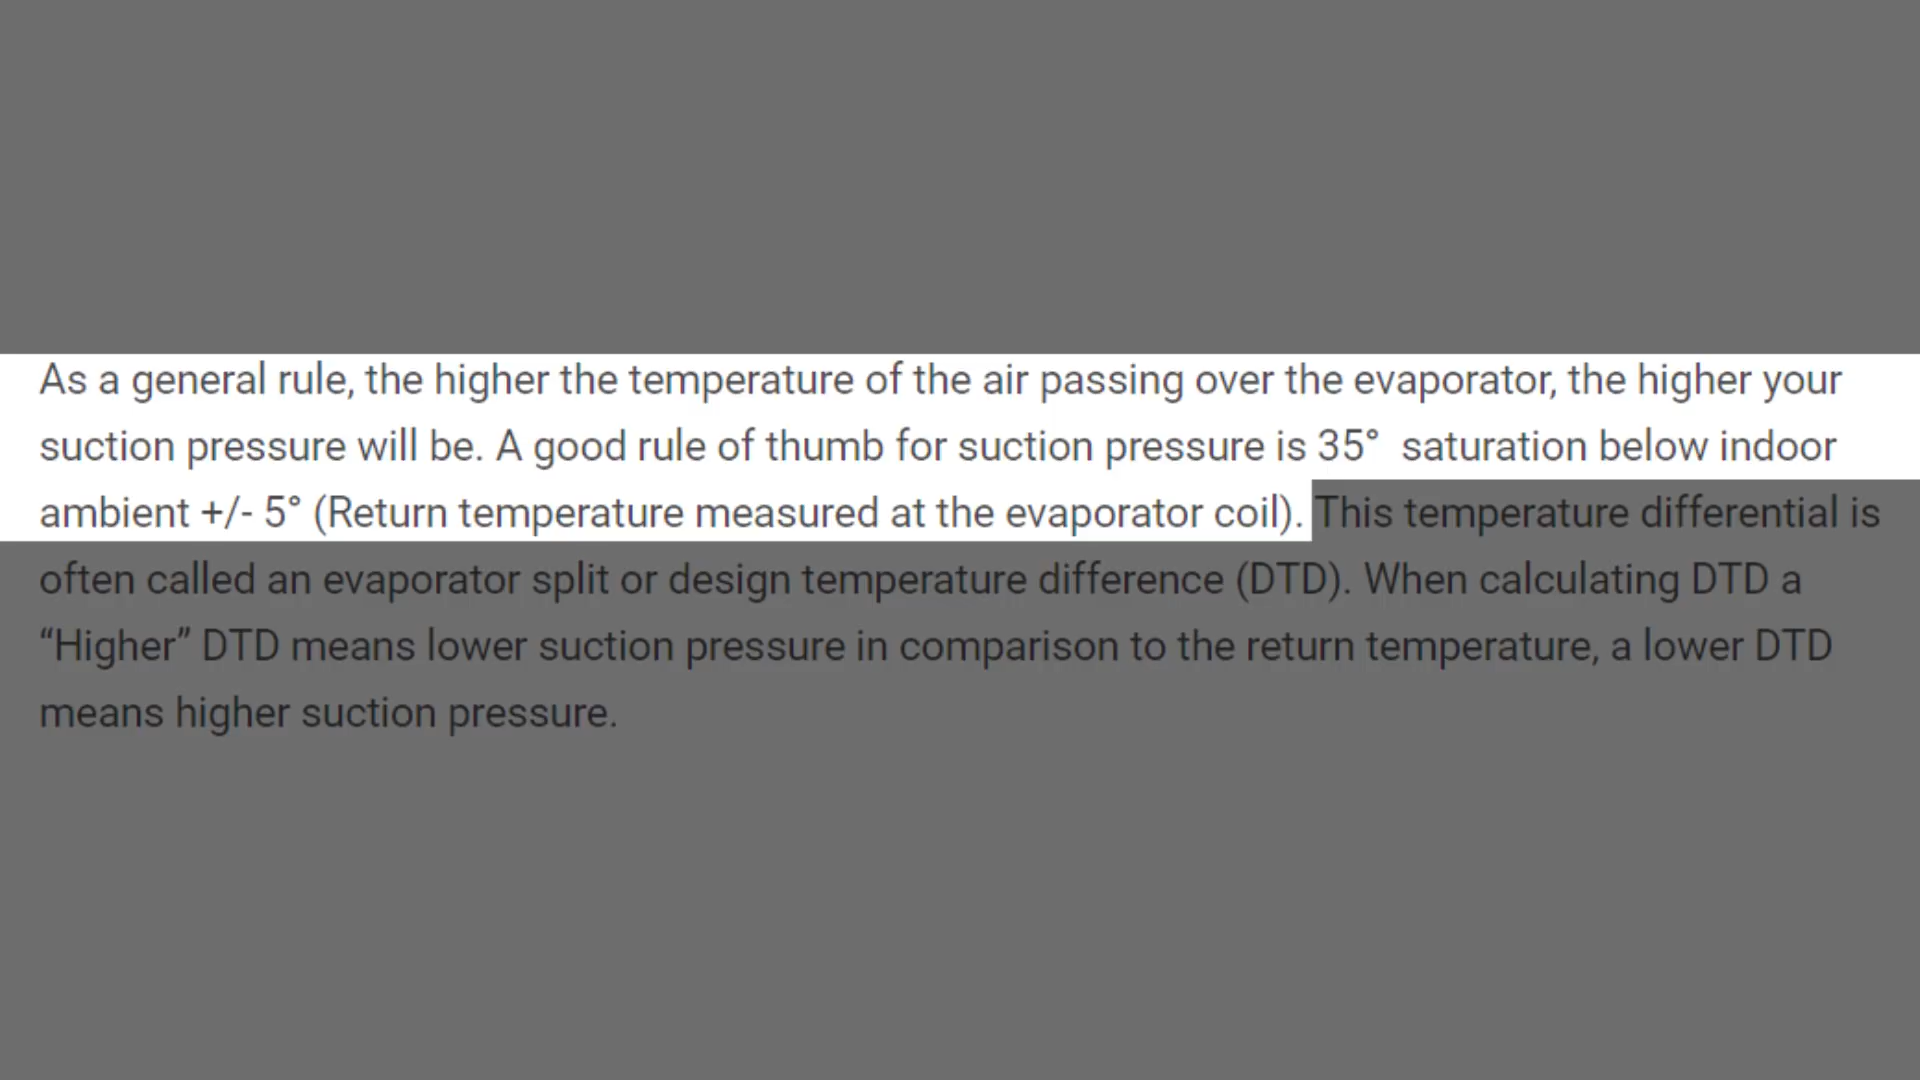 As a general rule, the higher the temperature of the air passing over the evaporator, the higher your
suction pressure will be. A good rule of thumb for suction pressure is 35°  saturation below indoor
ambient +/- 5° (Return temperature measured at the evaporator coil). This temperature differential is
often called an evaporator split or design temperature difference (DTD). When calculating DTD a
“Higher” DTD means lower suction pressure in comparison to the return temperature, a lower DTD
means higher suction pressure.